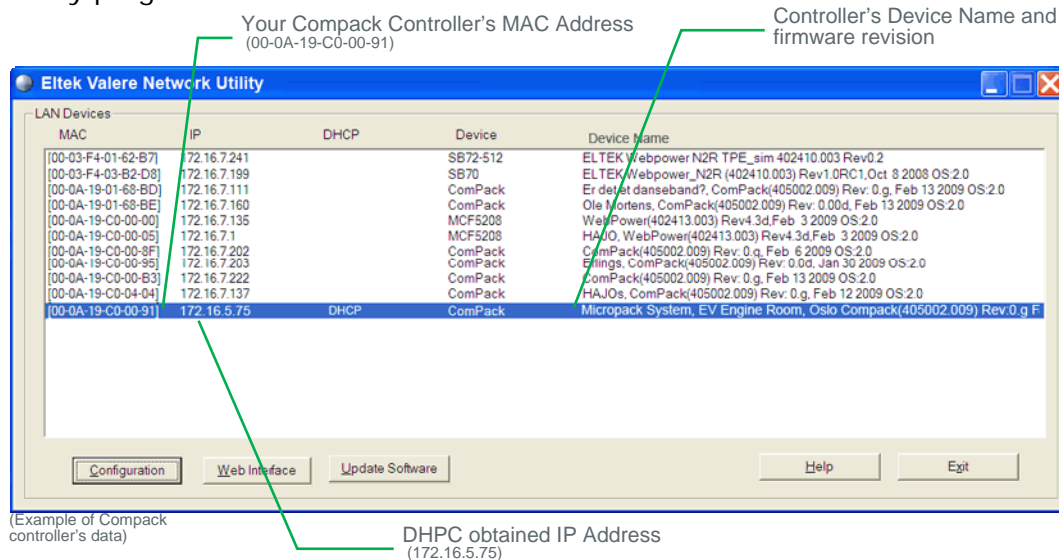 Your Compack Controller's MAC Address
(00-0A-19-C0-00-91)
Controller's Device Name and
firmware revision
Eltek Valere Network Utility
LAN Devices
MAC IP DHCP Device Device Name
[00-03-F4-01-62-B7] 172.16.7.241 SB72-512 ELTEK Webpower N2R TPE_sim 402410.003 Rev0.2
[00-03-F4-03-B2-D8] 172.16.7.199 SB70 ELTEK Webpower_N2R (402410.003) Rev1.0RC1,Oct 8 2008 OS:2.0
[00-0A-19-01-68-BD] 172.16.7.111 ComPack Er det et danseband?, ComPack(405002.009) Rev: 0.g, Feb 13 2009 OS:2.0
[00-0A-19-01-68-BE] 172.16.7.160 ComPack Ole Mortens, ComPack(405002.009) Rev: 0.00d, Feb 13 2009 OS:2.0
[00-0A-19-C0-00-00] 172.16.7.135 MCF5208 WebPower(402413.003) Rev4.3d,Feb 3 2009 OS:2.0
[00-0A-19-C0-00-05] 172.16.7.1 MCF5208 HAJO, WebPower(402413.003) Rev4.3d,Feb 3 2009 OS:2.0
[00-0A-19-C0-00-8F] 172.16.7.202 ComPack ComPack(405002.009) Rev: 0.g, Feb 6 2009 OS:2.0
[00-0A-19-C0-00-95] 172.16.7.203 ComPack Erlings, ComPack(405002.009) Rev: 0.0d, Jan 30 2009 OS:2.0
[00-0A-19-C0-00-B3] 172.16.7.222 ComPack ComPack(405002.009) Rev: 0.g, Feb 13 2009 OS:2.0
[00-0A-19-C0-04-04] 172.16.7.137 ComPack HAJOs, ComPack(405002.009) Rev: 0.g, Feb 12 2009 OS:2.0
[00-0A-19-C0-00-91] 172.16.5.75 DHCP ComPack Micropack System, EV Engine Room, Oslo Compack(405002.009) Rev:0.g F
Configuration Web Interface Update Software Help Exit
(Example of Compack
controller's data)
DHPC obtained IP Address
(172.16.5.75)